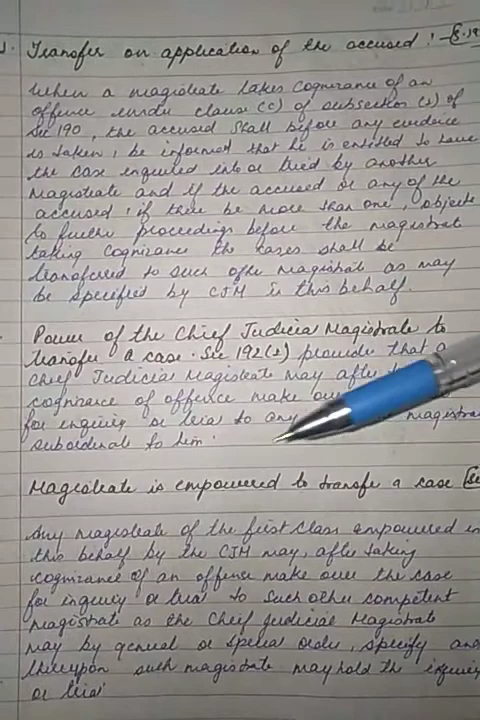 Transfer on application of the accused :- [S. 19
When a magistrate takes cognizance of an
offence under clause (c) of subsection (1) of
Sec 190, the accused shall before any evidence
is taken, be informed that he is entitled to have
the case enquired into or tried by another
Magistrate and if the accused or any of the
accused, if there be more than one, objects
to further proceedings before the magistrat
taking cognizance the cases shall be
transferred to such other magistrate as may
be specified by CJM in this behalf.
Power of the Chief Judicial Magistrate to
transfer a case. Sec 192(1) provide that a
Chief Judicial Magistrate may after t
cognizance of offence make ov
for enquiry or trial to any magistra
subordinate to him.
Magistrate is empowered to transfer a case [Se
Any magistrate of the first Class empowered in
this behalf by the CJM may, after taking
cognizance of an offense make over the case
for inquiry or trial to such other competent
magistrate as the Chief Judicial Magistrate
may by general or special order, specify and
thereupon such magistrate may hold the inquiry
or trial